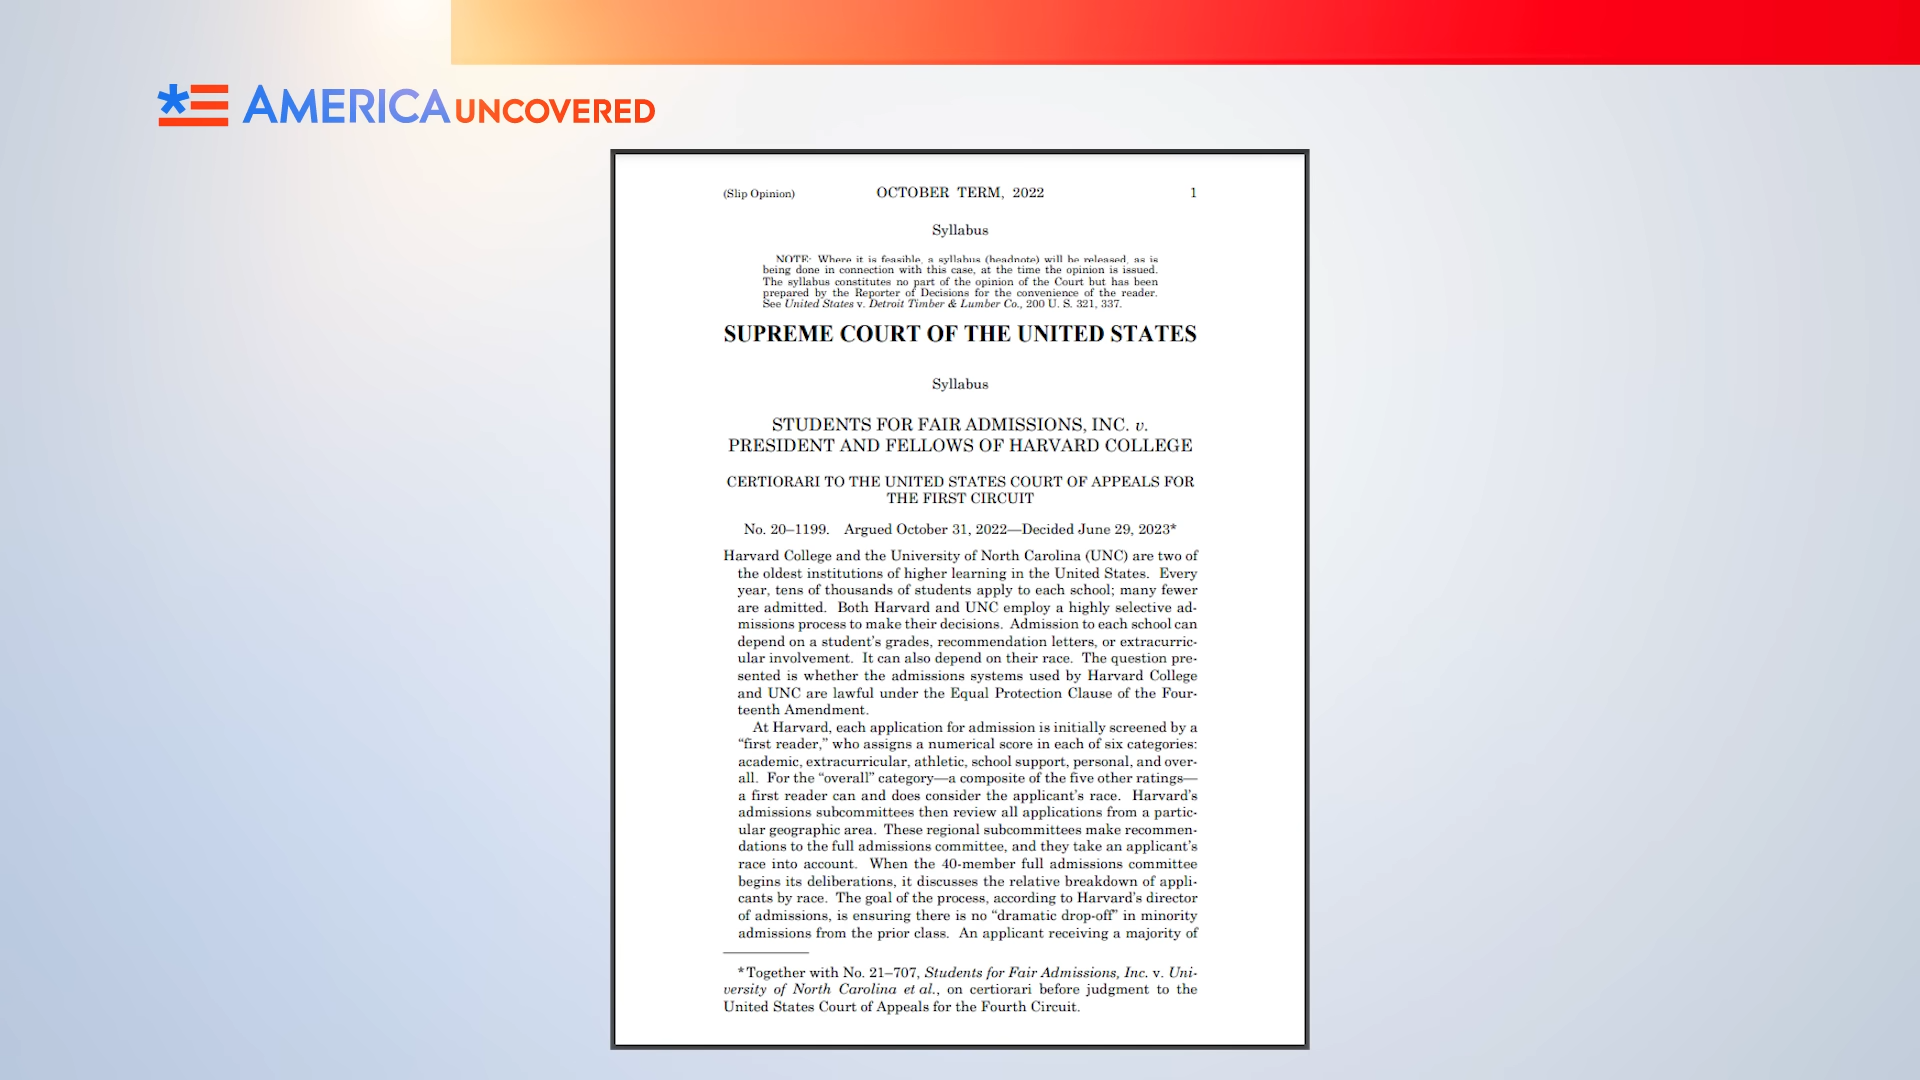 AMERICA UNCOVERED
(Slip Opinion) OCTOBER TERM, 2022 1
Syllabus
NOTE: Where it is feasible, a syllabus (headnote) will be released, as is
being done in connection with this case, at the time the opinion is issued.
The syllabus constitutes no part of the opinion of the Court but has been
prepared by the Reporter of Decisions for the convenience of the reader.
See United States v. Detroit Timber & Lumber Co., 200 U. S. 321, 337.
SUPREME COURT OF THE UNITED STATES
Syllabus
STUDENTS FOR FAIR ADMISSIONS, INC. v.
PRESIDENT AND FELLOWS OF HARVARD COLLEGE
CERTIORARI TO THE UNITED STATES COURT OF APPEALS FOR
THE FIRST CIRCUIT
No. 20–1199. Argued October 31, 2022—Decided June 29, 2023*
Harvard College and the University of North Carolina (UNC) are two of
the oldest institutions of higher learning in the United States. Every
year, tens of thousands of students apply to each school; many fewer
are admitted. Both Harvard and UNC employ a highly selective ad-
missions process to make their decisions. Admission to each school can
depend on a student’s grades, recommendation letters, or extracurric-
ular involvement. It can also depend on their race. The question pre-
sented is whether the admissions systems used by Harvard College
and UNC are lawful under the Equal Protection Clause of the Four-
teenth Amendment.
At Harvard, each application for admission is initially screened by a
“first reader,” who assigns a numerical score in each of six categories:
academic, extracurricular, athletic, school support, personal, and over-
all. For the “overall” category—a composite of the five other ratings—
a first reader can and does consider the applicant’s race. Harvard’s
admissions subcommittees then review all applications from a partic-
ular geographic area. These regional subcommittees make recommen-
dations to the full admissions committee, and they take an applicant’s
race into account. When the 40-member full admissions committee
begins its deliberations, it discusses the relative breakdown of appli-
cants by race. The goal of the process, according to Harvard’s director
of admissions, is ensuring there is no “dramatic drop-off” in minority
admissions from the prior class. An applicant receiving a majority of
*Together with No. 21–707, Students for Fair Admissions, Inc. v. Uni-
versity of North Carolina et al., on certiorari before judgment to the
United States Court of Appeals for the Fourth Circuit.